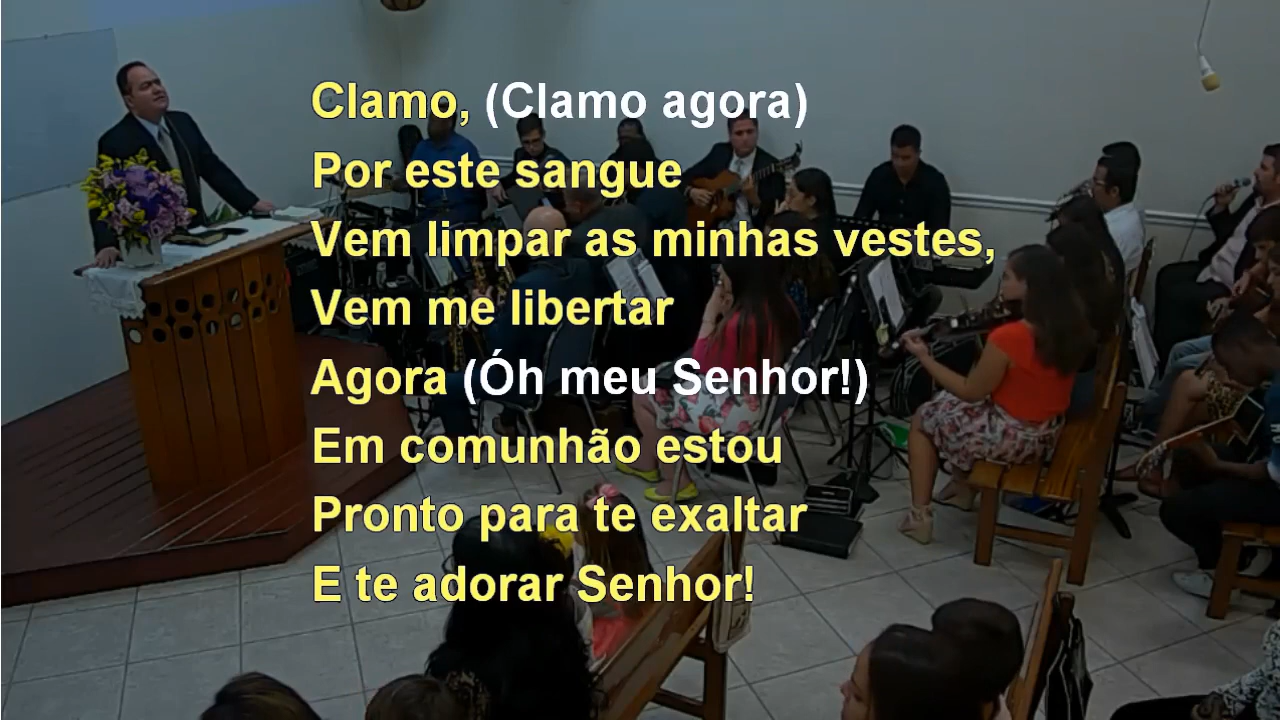 Clamo, (Clamo agora)
Por este sangue
Vem limpar as minhas vestes,
Vem me libertar
Agora (Óh meu Senhor!)
Em comunhão estou
Pronto para te exaltar
E te adorar Senhor!